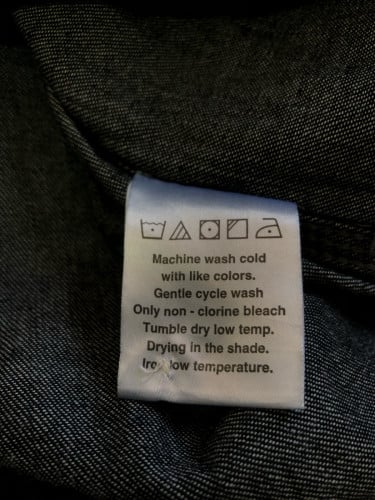 Machine wash cold
with like colors.
Gentle cycle wash
Only non - clorine bleach
Tumble dry low temp.
Drying in the shade.
Iron low temperature.